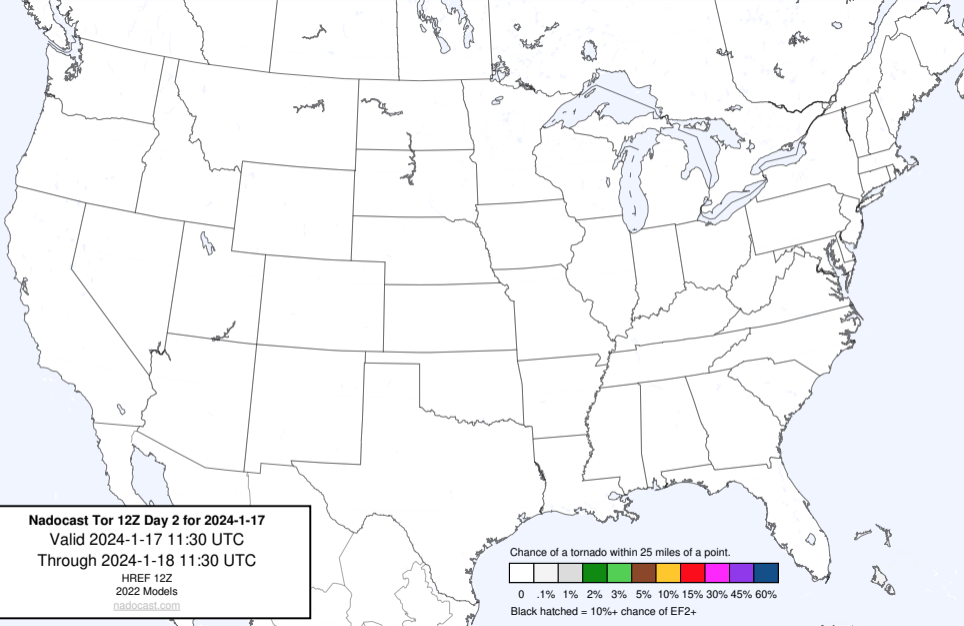 Nadocast Tor 12Z Day 2 for 2024-1-17
Valid 2024-1-17 11:30 UTC
Through 2024-1-18 11:30 UTC
HREF 12Z
2022 Models
nadocast.com
Chance of a tornado within 25 miles of a point.
0 .1% 1% 2% 3% 5% 10% 15% 30% 45% 60%
Black hatched = 10%+ chance of EF2+